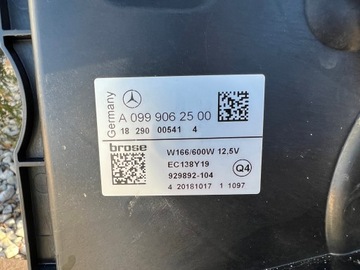 Germany
A 099 906 25 00
18 290 00541 4
brose
W166/600W 12,5V
EC138Y19
929892-104
Q4
4 20181017 1 1097